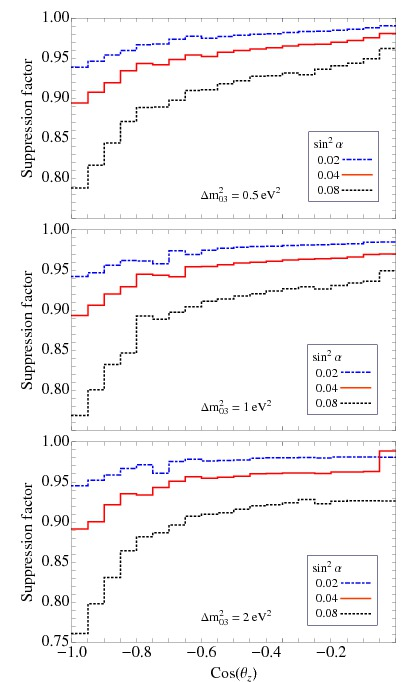 1.00
0.95
0.90
0.85
0.80
Suppression factor
sin² α
0.02
0.04
0.08
Δm²₀₃ = 0.5 eV²
1.00
0.95
0.90
0.85
0.80
Suppression factor
sin² α
0.02
0.04
0.08
Δm²₀₃ = 1 eV²
1.00
0.95
0.90
0.85
0.80
0.75
Suppression factor
sin² α
0.02
0.04
0.08
Δm²₀₃ = 2 eV²
−1.0 −0.8 −0.6 −0.4 −0.2
Cos(θz)